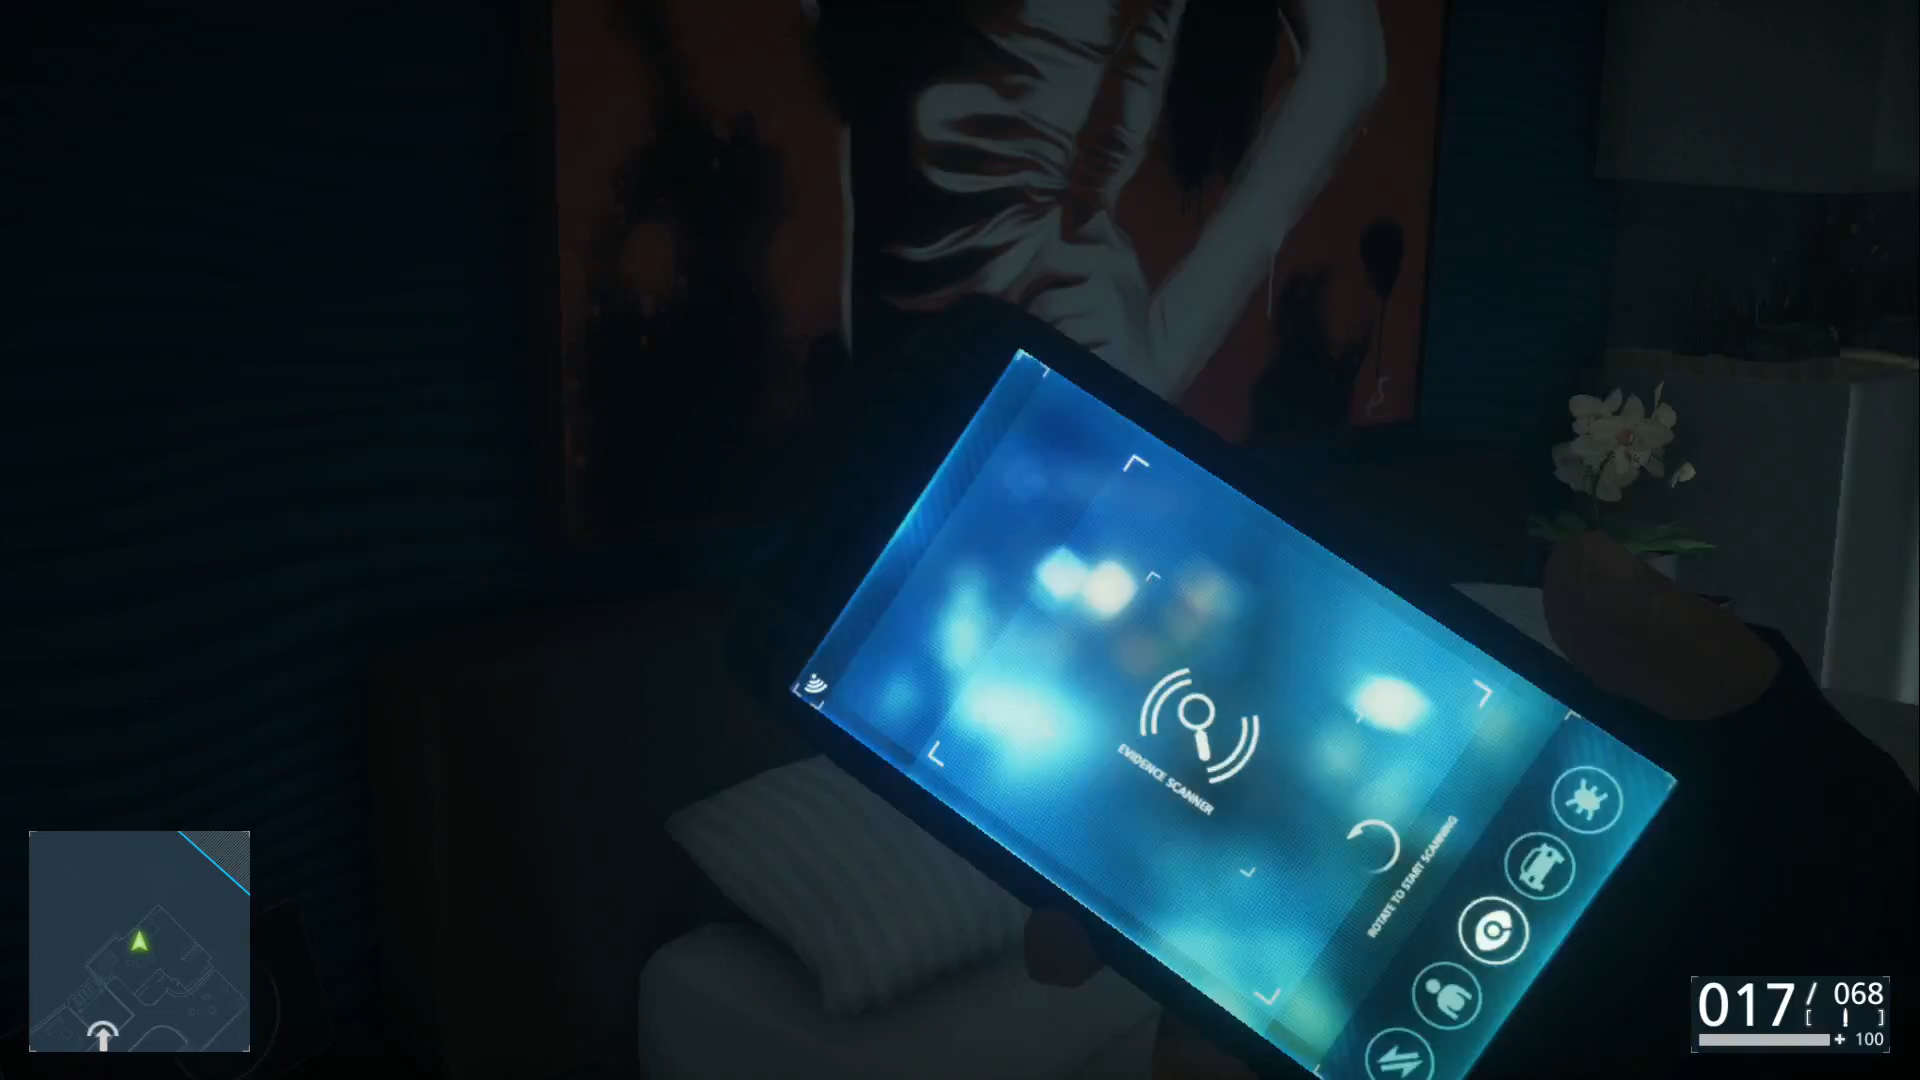 EVIDENCE SCANNER
ROTATE TO START SCANNING
017 / 068
[ ! ]
+ 100